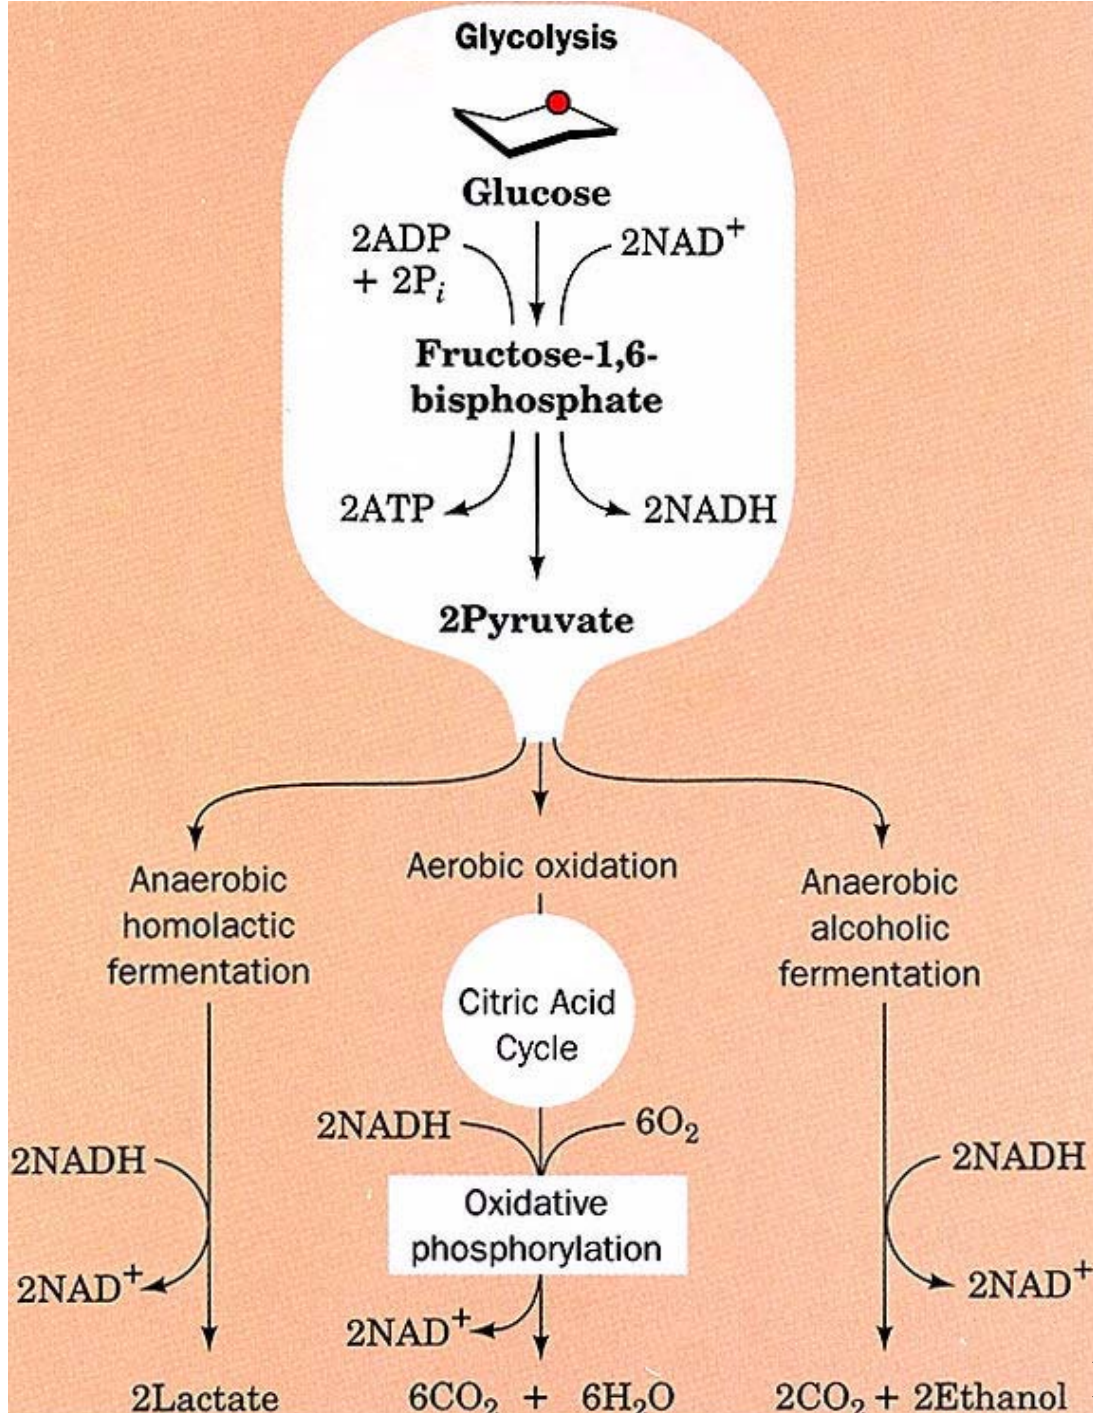 Glycolysis
Glucose
2ADP
+ 2Pi
2NAD+
Fructose-1,6-
bisphosphate
2ATP
2NADH
2Pyruvate
Anaerobic
homolactic
fermentation
Aerobic oxidation
Anaerobic
alcoholic
fermentation
Citric Acid
Cycle
2NADH
6O2
2NADH
2NADH
Oxidative
phosphorylation
2NAD+
2NAD+
2NAD+
2Lactate
6CO2 + 6H2O
2CO2 + 2Ethanol